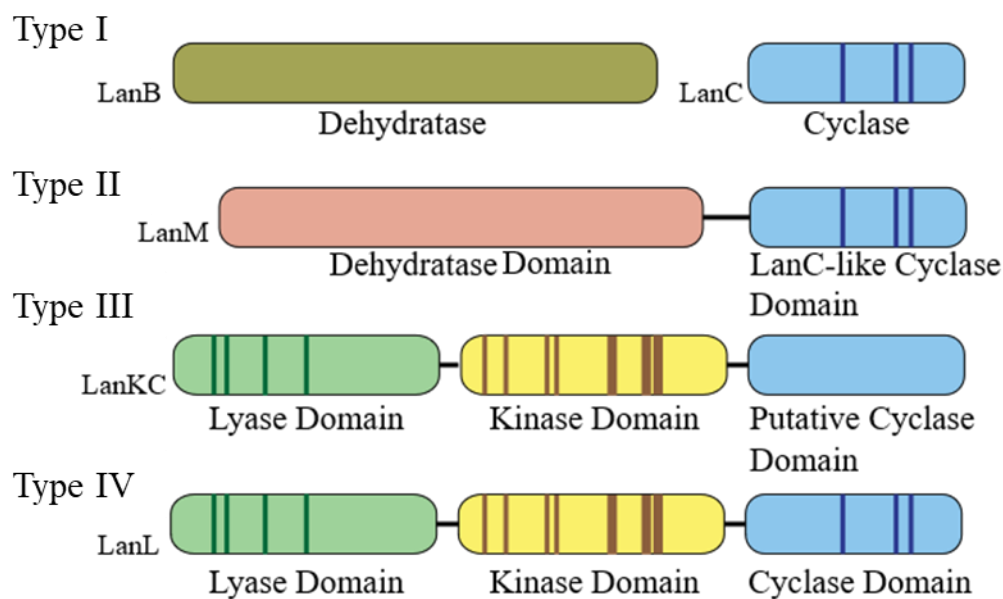 Type I
LanB
LanC
Dehydratase
Cyclase
Type II
LanM
Dehydratase Domain
LanC-like Cyclase
Domain
Type III
LanKC
Lyase Domain
Kinase Domain
Putative Cyclase
Domain
Type IV
LanL
Lyase Domain
Kinase Domain
Cyclase Domain